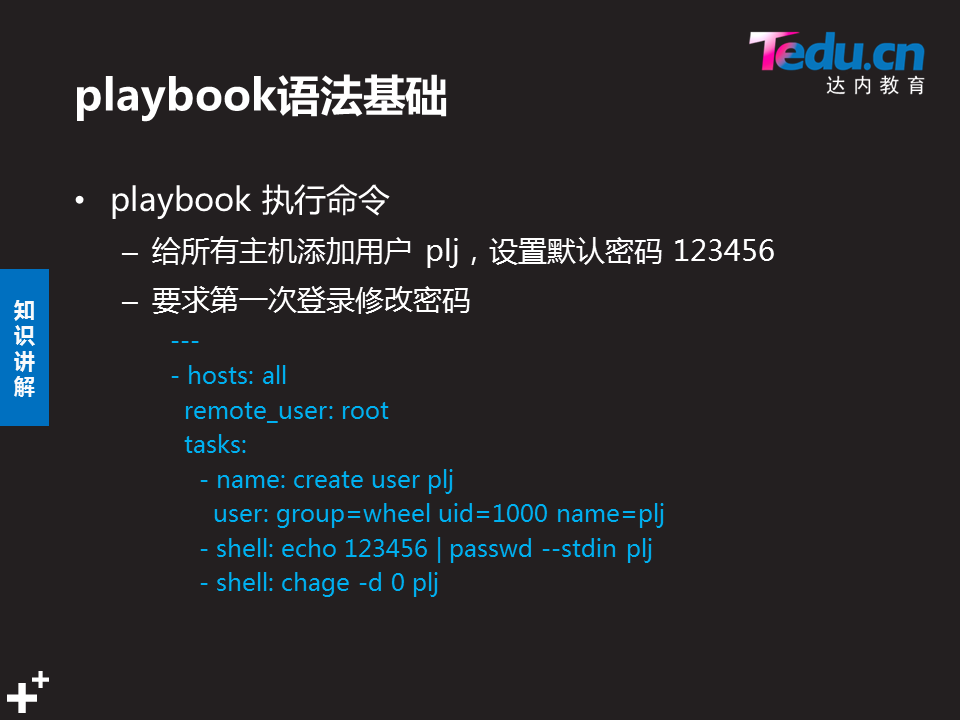 Tedu.cn
达内教育
playbook语法基础
• playbook 执行命令
– 给所有主机添加用户 plj，设置默认密码 123456
– 要求第一次登录修改密码
---
- hosts: all
remote_user: root
tasks:
- name: create user plj
user: group=wheel uid=1000 name=plj
- shell: echo 123456 | passwd --stdin plj
- shell: chage -d 0 plj
知识讲解